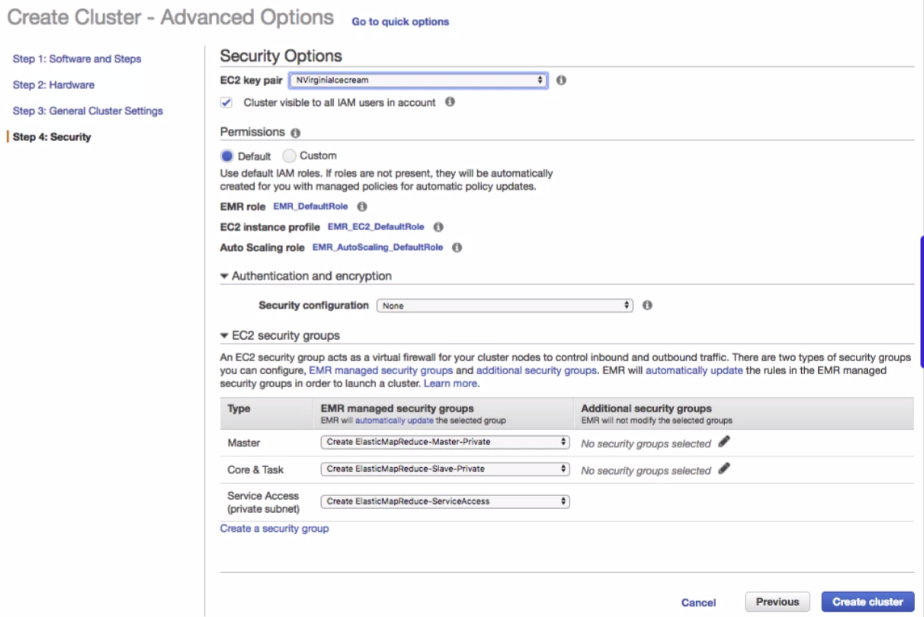 Create Cluster - Advanced Options Go to quick options
Step 1: Software and Steps
Step 2: Hardware
Step 3: General Cluster Settings
Step 4: Security
Security Options
EC2 key pair NVirginiaIcecream
Cluster visible to all IAM users in account
Permissions
Default Custom
Use default IAM roles. If roles are not present, they will be automatically
created for you with managed policies for automatic policy updates.
EMR role EMR_DefaultRole
EC2 instance profile EMR_EC2_DefaultRole
Auto Scaling role EMR_AutoScaling_DefaultRole
Authentication and encryption
Security configuration None
EC2 security groups
An EC2 security group acts as a virtual firewall for your cluster nodes to control inbound and outbound traffic. There are two types of security groups
you can configure, EMR managed security groups and additional security groups. EMR will automatically update the rules in the EMR managed
security groups in order to launch a cluster. Learn more.
Type EMR managed security groups Additional security groups
EMR will automatically update the selected group EMR will not modify the selected groups
Master Create ElasticMapReduce-Master-Private No security groups selected
Core & Task Create ElasticMapReduce-Slave-Private No security groups selected
Service Access
(private subnet) Create ElasticMapReduce-ServiceAccess
Create a security group
Cancel Previous Create cluster